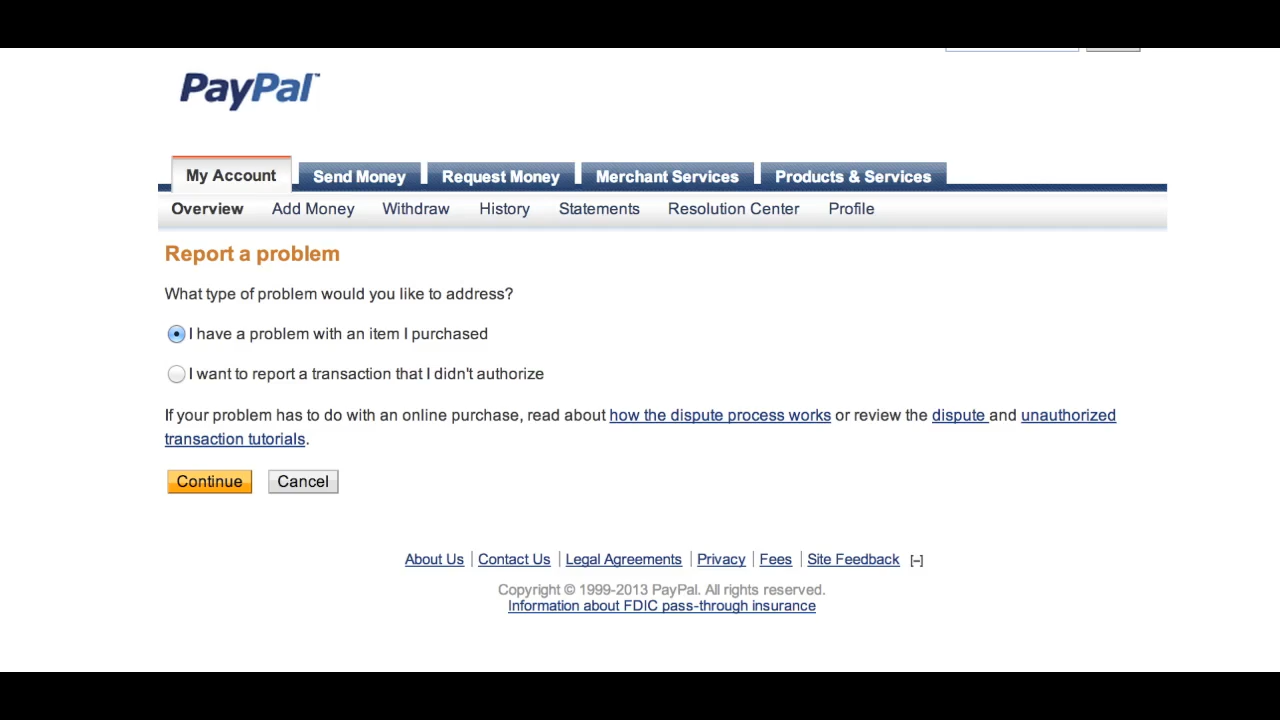 PayPal™
My Account Send Money Request Money Merchant Services Products & Services
Overview Add Money Withdraw History Statements Resolution Center Profile
Report a problem
What type of problem would you like to address?
I have a problem with an item I purchased
I want to report a transaction that I didn't authorize
If your problem has to do with an online purchase, read about how the dispute process works or review the dispute and unauthorized
transaction tutorials.
Continue Cancel
About Us | Contact Us | Legal Agreements | Privacy | Fees | Site Feedback [–]
Copyright © 1999-2013 PayPal. All rights reserved.
Information about FDIC pass-through insurance